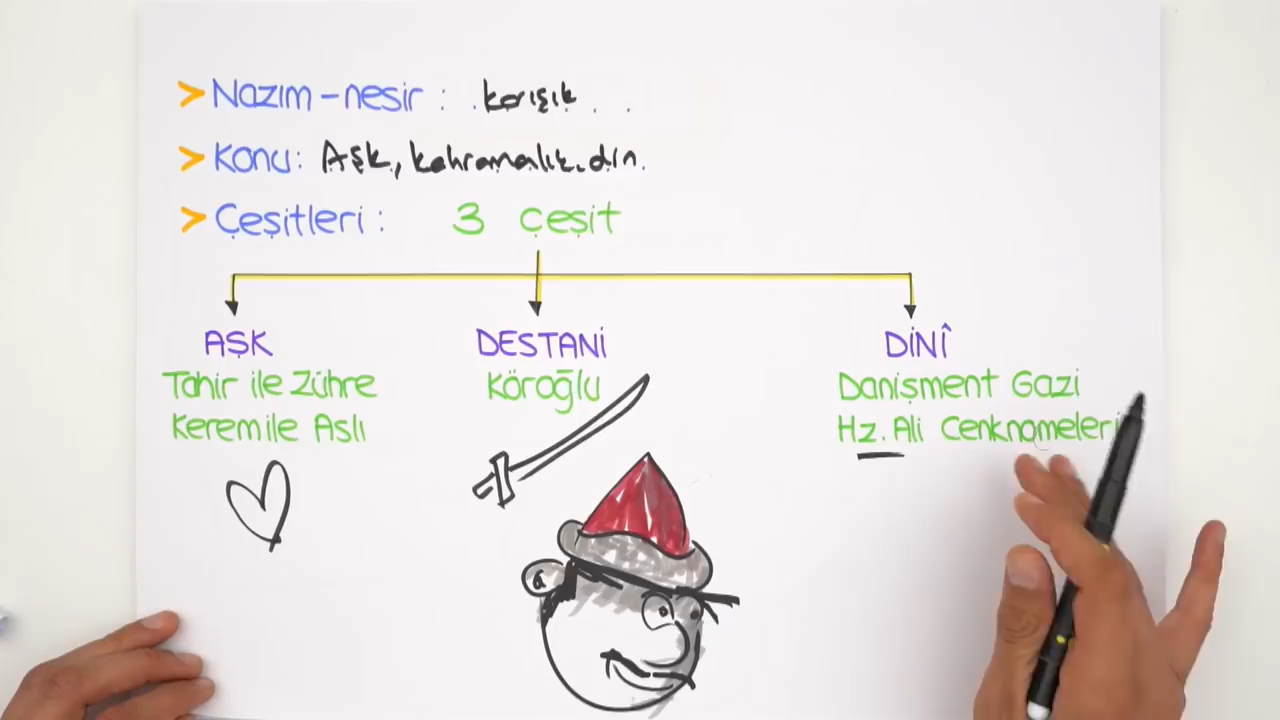 > Nazım-nesir : karışık
> Konu: Aşk, kahramalık, din.
> Çeşitleri : 3 çeşit
AŞK DESTANİ DİNÎ
Tahir ile Zühre Köroğlu Danişment Gazi
Kerem ile Aslı Hz. Ali Cenknameleri